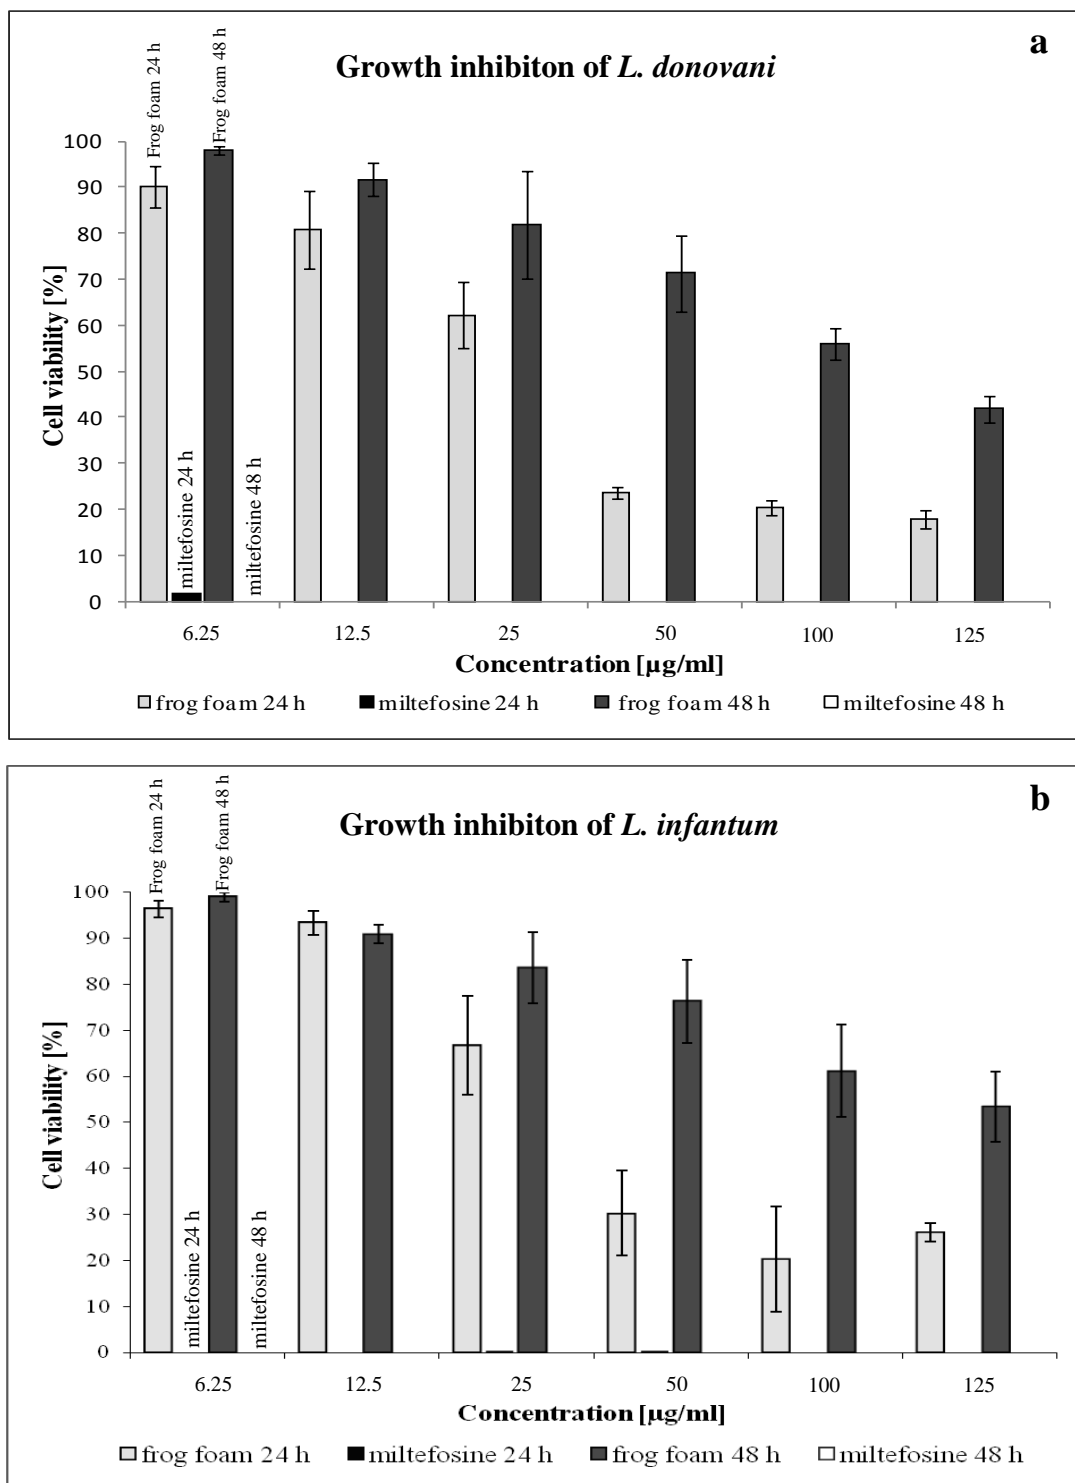 a
Growth inhibiton of L. donovani
Frog foam 24 h
Frog foam 48 h
miltefosine 24 h
miltefosine 48 h
Cell viability [%]
100
90
80
70
60
50
40
30
20
10
0
6.25 12.5 25 50 100 125
Concentration [µg/ml]
frog foam 24 h miltefosine 24 h frog foam 48 h miltefosine 48 h
b
Growth inhibiton of L. infantum
Frog foam 24 h
Frog foam 48 h
miltefosine 24 h
miltefosine 48 h
Cell viability [%]
100
90
80
70
60
50
40
30
20
10
0
6.25 12.5 25 50 100 125
Concentration [µg/ml]
frog foam 24 h miltefosine 24 h frog foam 48 h miltefosine 48 h